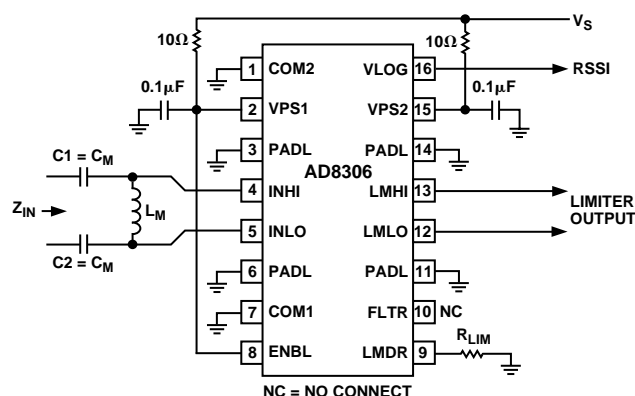 V_S
10Ω
10Ω
1 COM2
VLOG 16
RSSI
0.1µF
0.1µF
2 VPS1
VPS2 15
3 PADL
PADL 14
AD8306
C1 = C_M
4 INHI
LMHI 13
Z_IN
L_M
LIMITER
OUTPUT
5 INLO
LMLO 12
C2 = C_M
6 PADL
PADL 11
7 COM1
FLTR 10 NC
R_LIM
8 ENBL
LMDR 9
NC = NO CONNECT